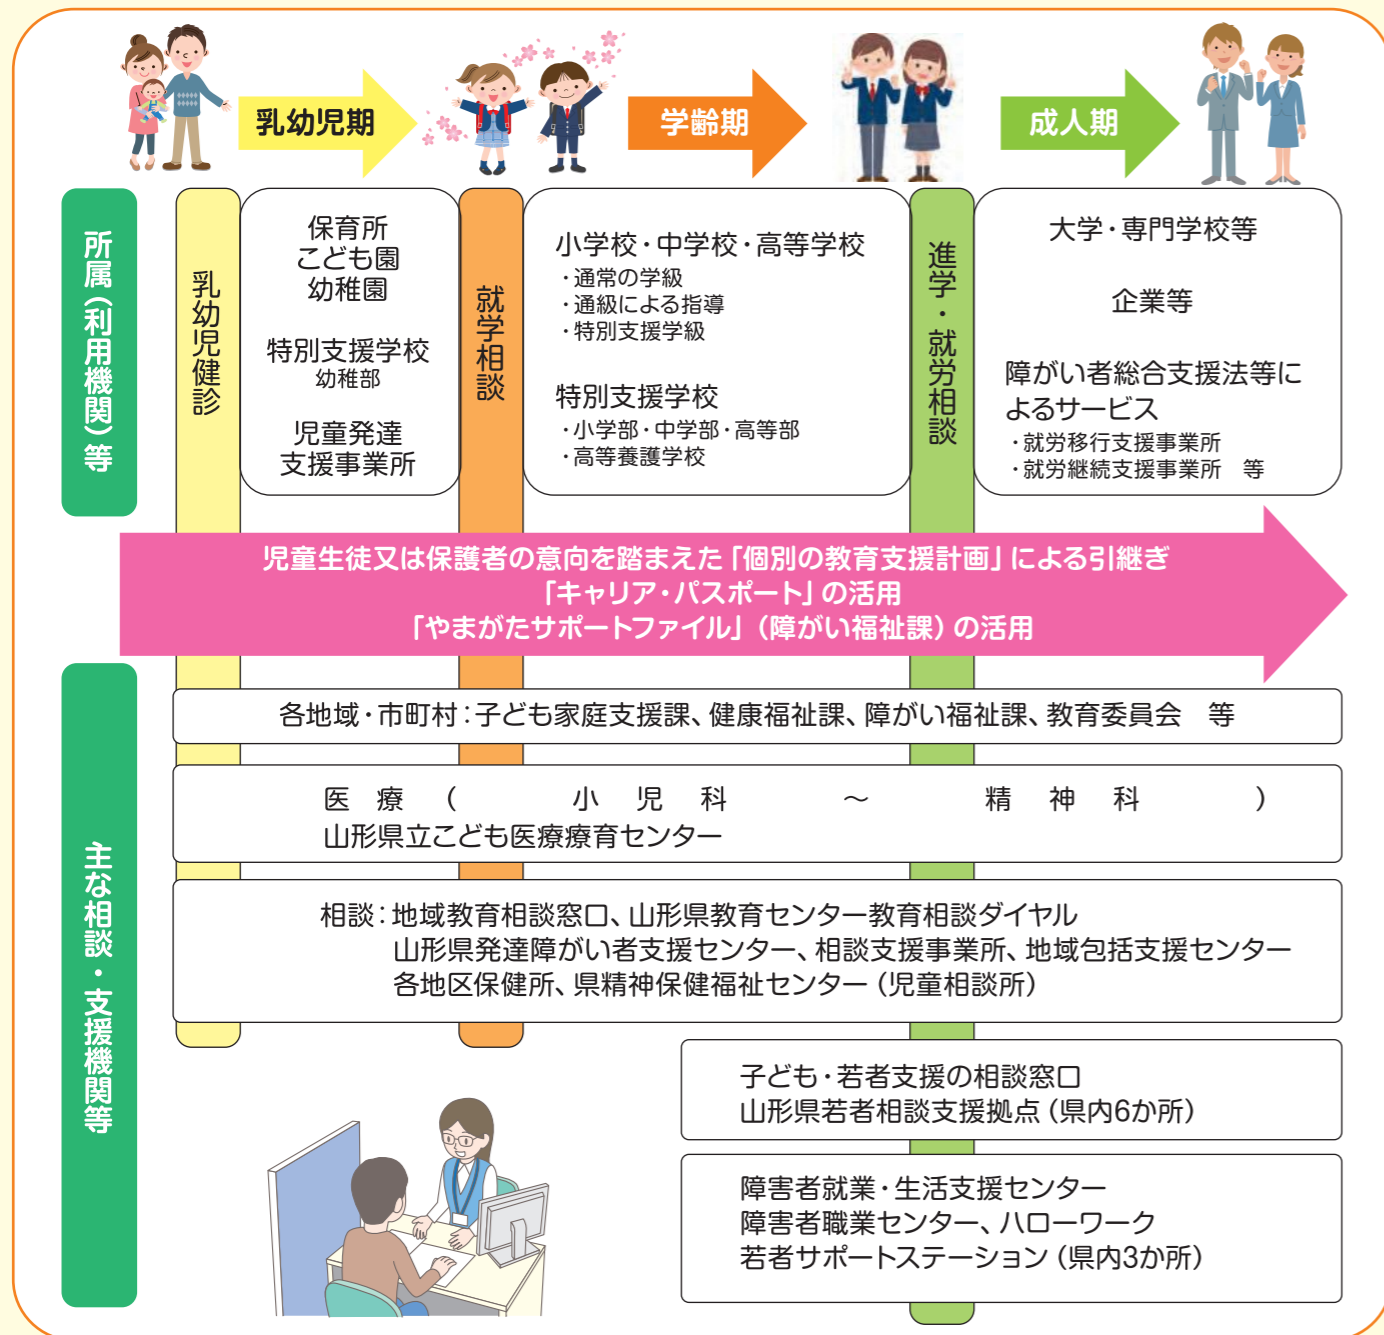 乳幼児期
学齢期
成人期
所属(利用機関)等
乳幼児健診
保育所
こども園
幼稚園
特別支援学校
幼稚部
児童発達
支援事業所
就学相談
小学校・中学校・高等学校
・通常の学級
・通級による指導
・特別支援学級
特別支援学校
・小学部・中学部・高等部
・高等養護学校
進学・就労相談
大学・専門学校等
企業等
障がい者総合支援法等に
よるサービス
・就労移行支援事業所
・就労継続支援事業所 等
児童生徒又は保護者の意向を踏まえた「個別の教育支援計画」による引継ぎ
「キャリア・パスポート」の活用
「やまがたサポートファイル」(障がい福祉課)の活用
主な相談・支援機関等
各地域・市町村:子ども家庭支援課、健康福祉課、障がい福祉課、教育委員会 等
医 療 ( 小 児 科 ～ 精 神 科 )
山形県立こども医療療育センター
相談:地域教育相談窓口、山形県教育センター教育相談ダイヤル
山形県発達障がい者支援センター、相談支援事業所、地域包括支援センター
各地区保健所、県精神保健福祉センター(児童相談所)
子ども・若者支援の相談窓口
山形県若者相談支援拠点(県内6か所)
障害者就業・生活支援センター
障害者職業センター、ハローワーク
若者サポートステーション(県内3か所)